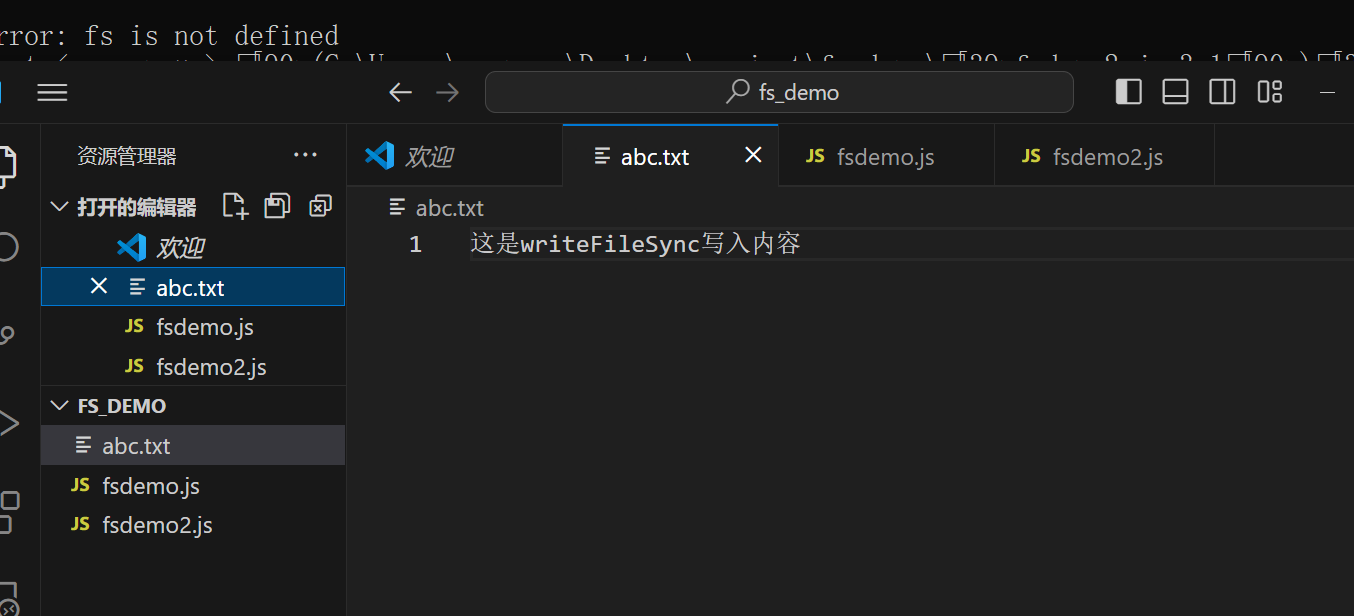 rror: fs is not defined
fs_demo
资源管理器
欢迎
abc.txt
JS fsdemo.js
JS fsdemo2.js
打开的编辑器
abc.txt
欢迎
1 这是writeFileSync写入内容
abc.txt
JS fsdemo.js
JS fsdemo2.js
FS_DEMO
abc.txt
JS fsdemo.js
JS fsdemo2.js